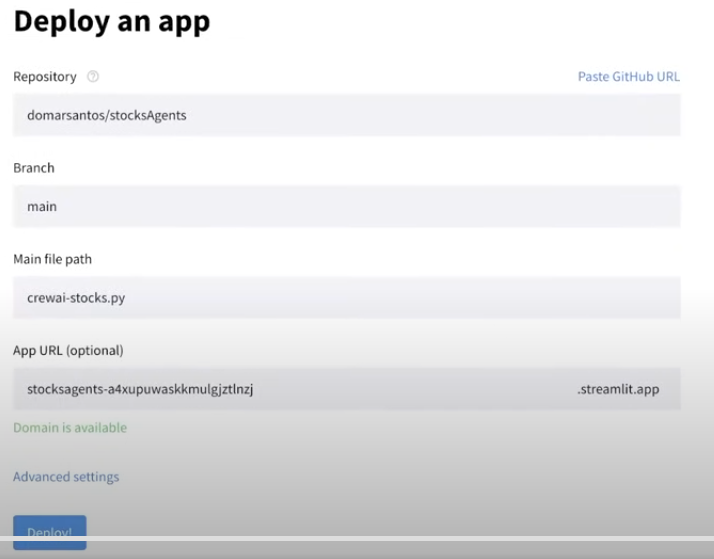 Deploy an app
Repository
Paste GitHub URL
domarsantos/stocksAgents
Branch
main
Main file path
crewai-stocks.py
App URL (optional)
stocksagents-a4xupuwaskkmulgjztlnzj
.streamlit.app
Domain is available
Advanced settings
Deploy!